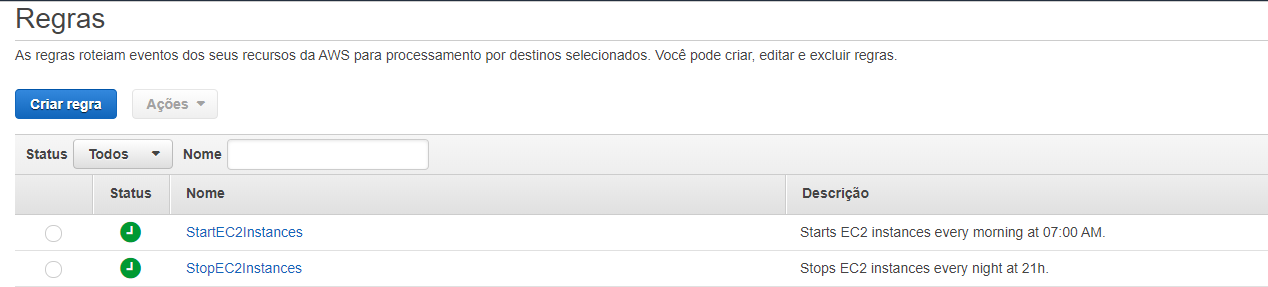 Regras
As regras roteiam eventos dos seus recursos da AWS para processamento por destinos selecionados. Você pode criar, editar e excluir regras.
Criar regra Ações
Status Todos Nome
Status Nome Descrição
StartEC2Instances Starts EC2 instances every morning at 07:00 AM.
StopEC2Instances Stops EC2 instances every night at 21h.